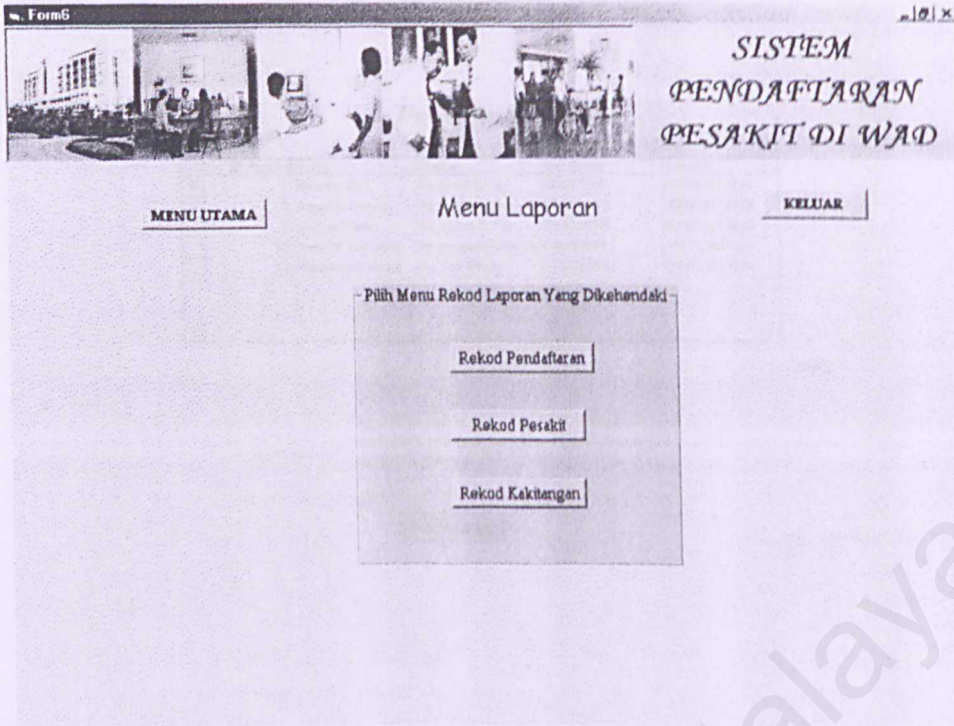 Form6
SISTEM
PENDAFTARAN
PESAKIT DI WAD
MENU UTAMA
Menu Laporan
KELUAR
Pilih Menu Rekod Laporan Yang Dikehendaki
Rekod Pendaftaran
Rekod Pesakit
Rekod Kakitangan
alaya